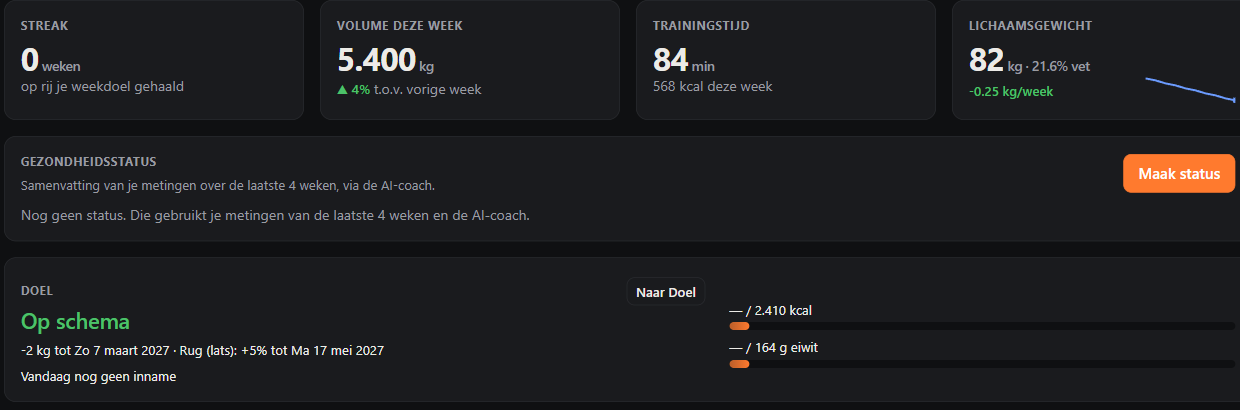 STREAK
0 weken
op rij je weekdoel gehaald
VOLUME DEZE WEEK
5.400 kg
▲ 4% t.o.v. vorige week
TRAININGSTIJD
84 min
568 kcal deze week
LICHAAMSGEWICHT
82 kg · 21.6% vet
-0.25 kg/week
GEZONDHEIDSSTATUS
Samenvatting van je metingen over de laatste 4 weken, via de AI-coach.
Maak status
Nog geen status. Die gebruikt je metingen van de laatste 4 weken en de AI-coach.
DOEL
Op schema
-2 kg tot Zo 7 maart 2027 · Rug (lats): +5% tot Ma 17 mei 2027
Vandaag nog geen inname
Naar Doel
— / 2.410 kcal
— / 164 g eiwit